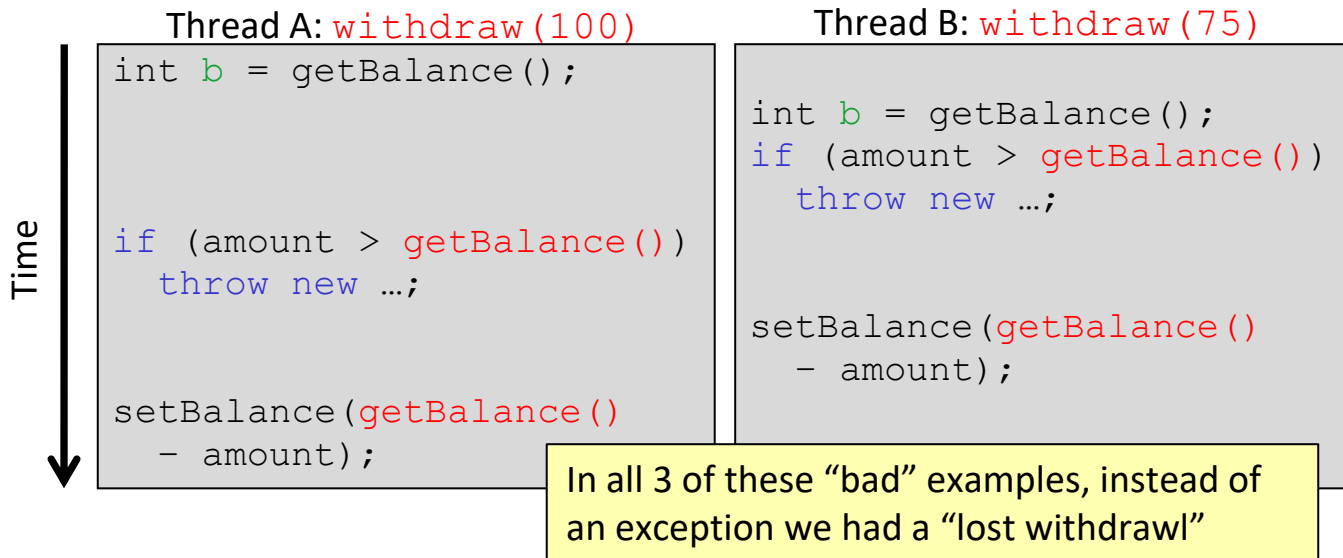 Thread A: withdraw(100)
int b = getBalance();
if (amount > getBalance())
throw new …;
setBalance(getBalance()
– amount);
Thread B: withdraw(75)
int b = getBalance();
if (amount > getBalance())
throw new …;
setBalance(getBalance()
– amount);
Time
In all 3 of these “bad” examples, instead of
an exception we had a “lost withdrawl”